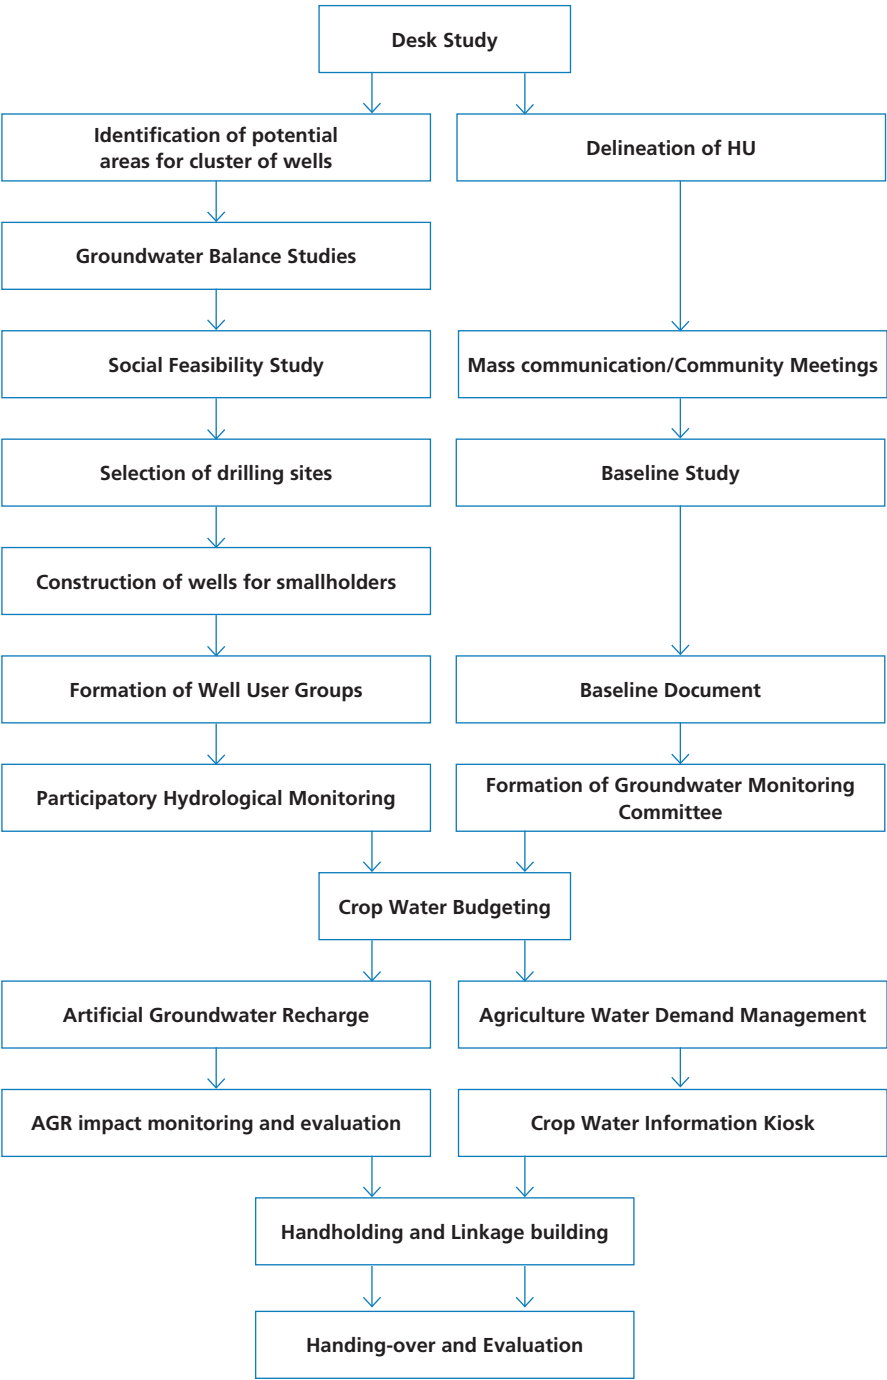 Desk Study
Identification of potential
areas for cluster of wells
Delineation of HU
Groundwater Balance Studies
Social Feasibility Study
Mass communication/Community Meetings
Selection of drilling sites
Baseline Study
Construction of wells for smallholders
Formation of Well User Groups
Baseline Document
Participatory Hydrological Monitoring
Formation of Groundwater Monitoring
Committee
Crop Water Budgeting
Artificial Groundwater Recharge
Agriculture Water Demand Management
AGR impact monitoring and evaluation
Crop Water Information Kiosk
Handholding and Linkage building
Handing-over and Evaluation